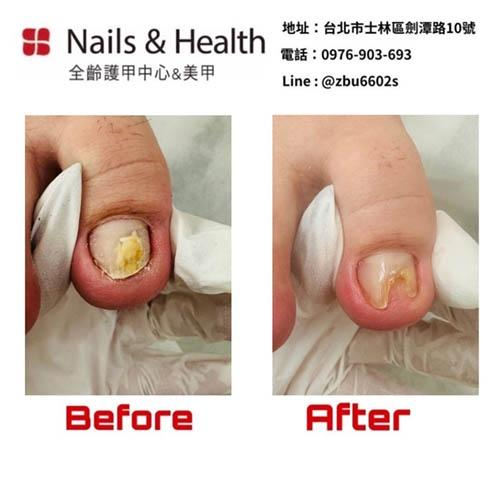 Nails & Health
全齡護甲中心&美甲
地址：台北市士林區劍潭路10號
電話：0976-903-693
Line : @zbu6602s
Before
After